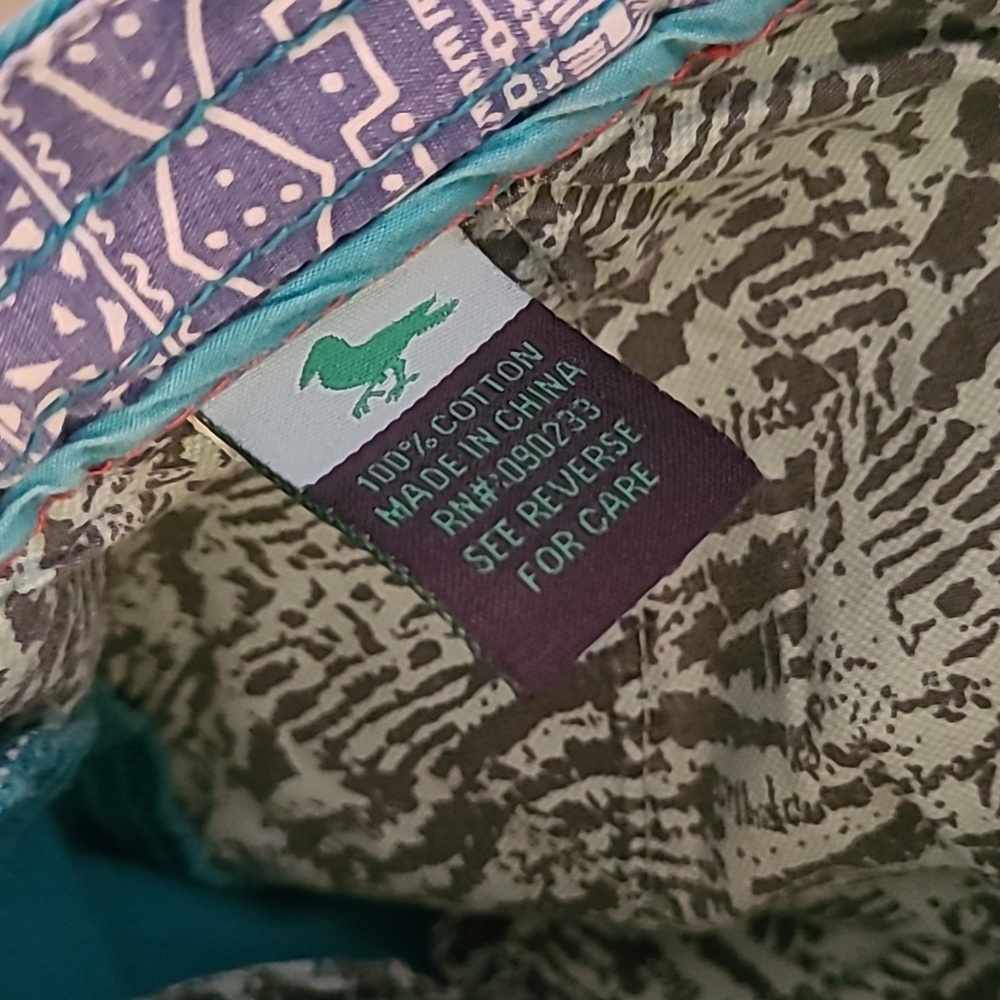 100% COTTON
MADE IN CHINA
RN#:090233
SEE REVERSE
FOR CARE